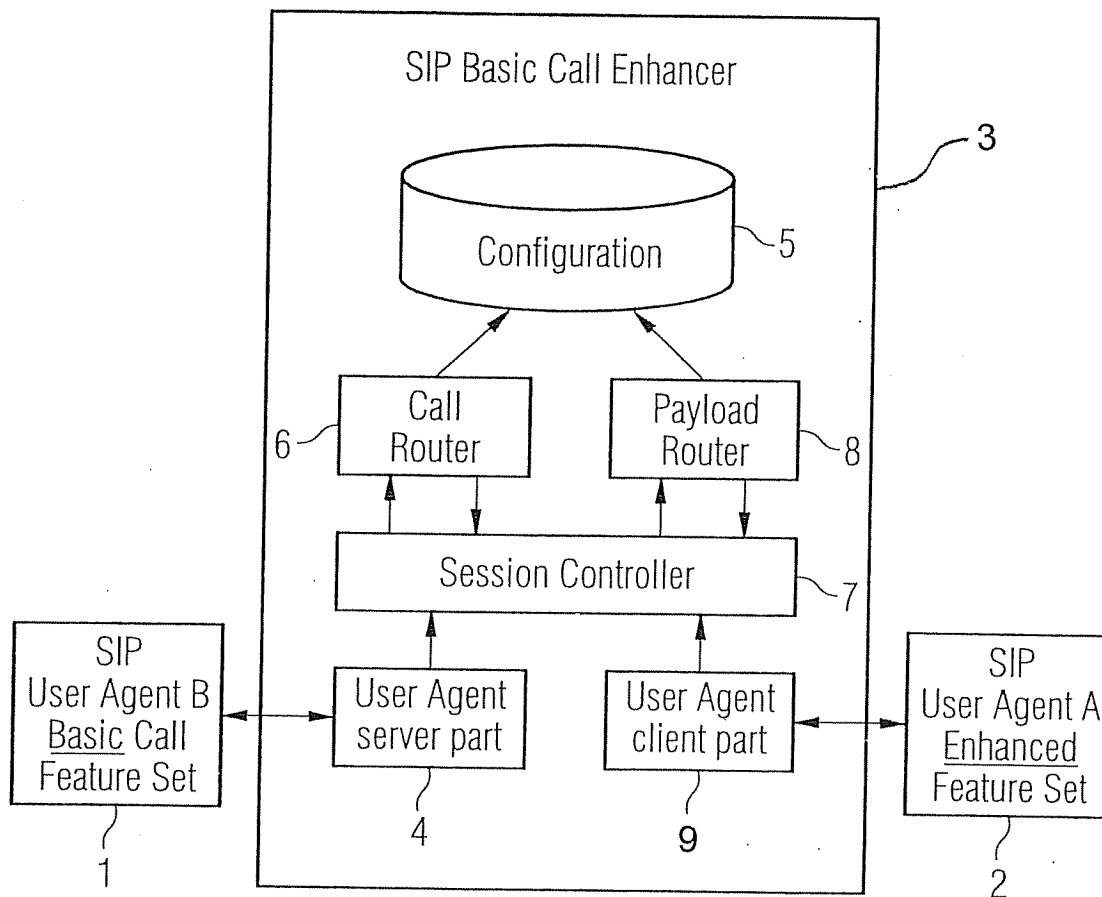 SIP Basic Call Enhancer
3
Configuration
5
Call
Router
6
Payload
Router
8
Session Controller
7
SIP
User Agent B
Basic Call
Feature Set
1
User Agent
server part
4
User Agent
client part
9
SIP
User Agent A
Enhanced
Feature Set
2